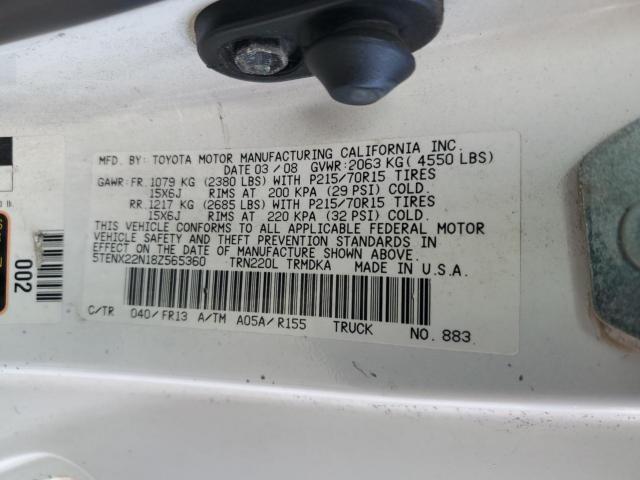 MFD. BY: TOYOTA MOTOR MANUFACTURING CALIFORNIA INC.
DATE 03/08 GVWR:2063 KG( 4550 LBS)
GAWR:FR. 1079 KG (2380 LBS) WITH P215/70R15 TIRES
15X6J RIMS AT 200 KPA (29 PSI) COLD.
RR. 1217 KG (2685 LBS) WITH P215/70R15 TIRES
15X6J RIMS AT 220 KPA (32 PSI) COLD.
THIS VEHICLE CONFORMS TO ALL APPLICABLE FEDERAL MOTOR
VEHICLE SAFETY AND THEFT PREVENTION STANDARDS IN
EFFECT ON THE DATE OF MANUFACTURE SHOWN ABOVE.
5TENX22N18Z565360 TRN220L TRMDKA MADE IN U.S.A.
C/TR 040/FR13 A/TM A05A/R155 TRUCK NO. 883
002